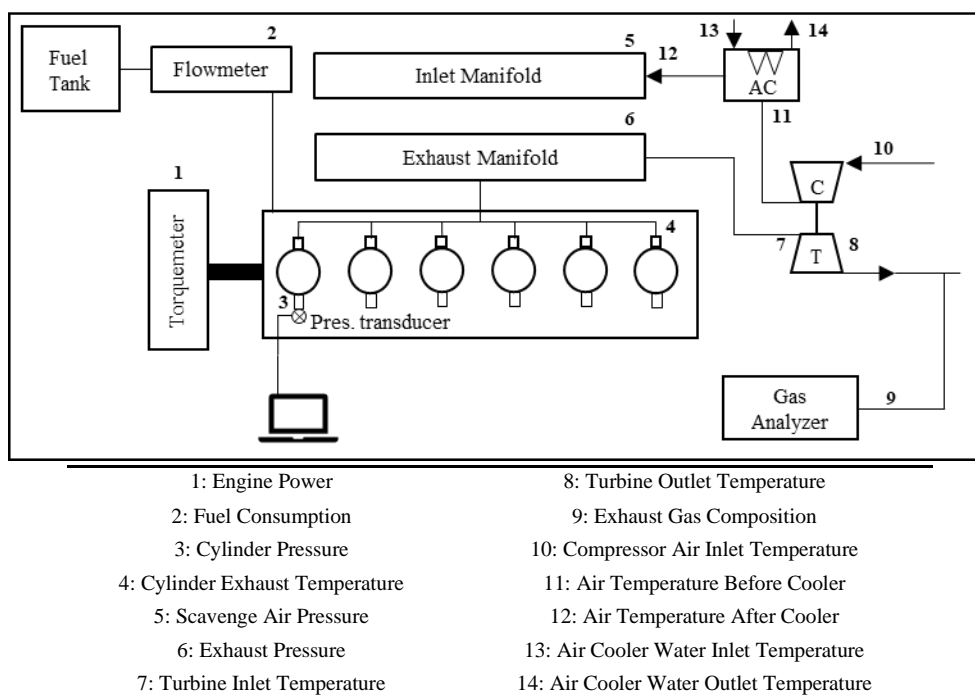 2
13
14
Fuel
Tank
Flowmeter
5
Inlet Manifold
12
AC
11
6
Exhaust Manifold
10
C
1
Torquemeter
4
7
T
8
3
Pres. transducer
Gas
Analyzer
9
1: Engine Power
2: Fuel Consumption
3: Cylinder Pressure
4: Cylinder Exhaust Temperature
5: Scavenge Air Pressure
6: Exhaust Pressure
7: Turbine Inlet Temperature
8: Turbine Outlet Temperature
9: Exhaust Gas Composition
10: Compressor Air Inlet Temperature
11: Air Temperature Before Cooler
12: Air Temperature After Cooler
13: Air Cooler Water Inlet Temperature
14: Air Cooler Water Outlet Temperature